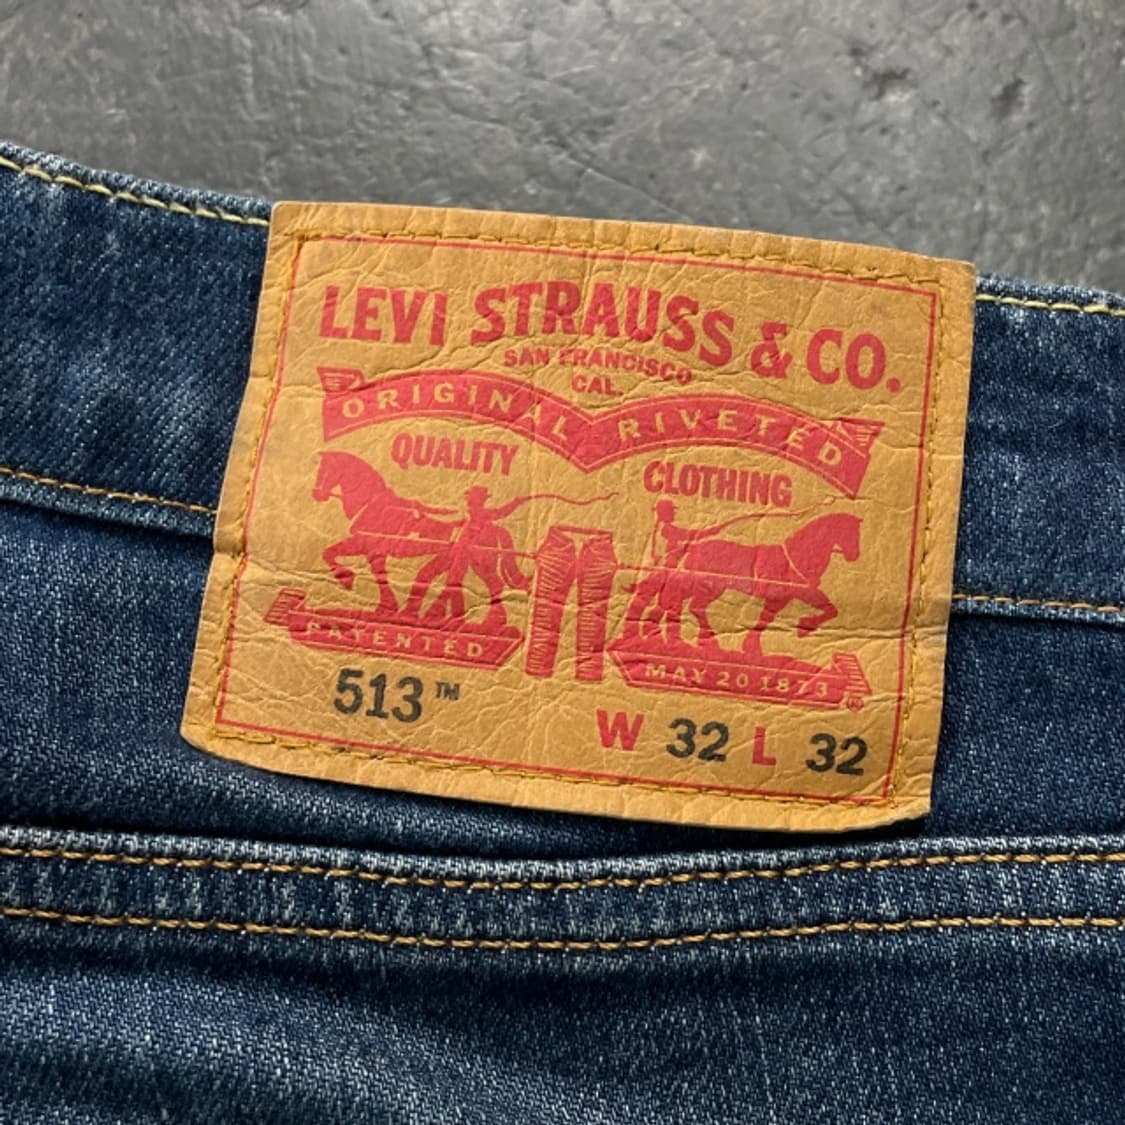 LEVI STRAUSS & CO.
SAN FRANCISCO
CAL.
ORIGINAL RIVETED
QUALITY CLOTHING
PATENTED MAY 20 1873 ®
513™ W 32 L 32